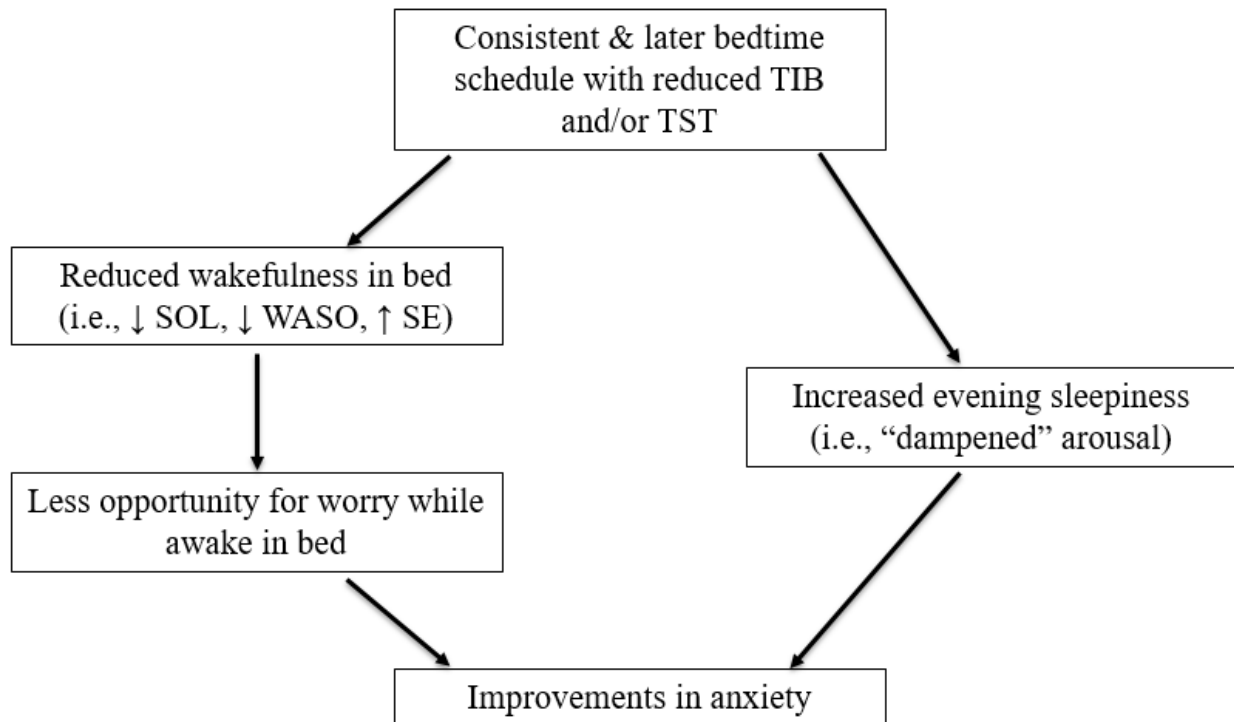 Consistent & later bedtime
schedule with reduced TIB
and/or TST
Reduced wakefulness in bed
(i.e., ↓ SOL, ↓ WASO, ↑ SE)
Increased evening sleepiness
(i.e., “dampened” arousal)
Less opportunity for worry while
awake in bed
Improvements in anxiety